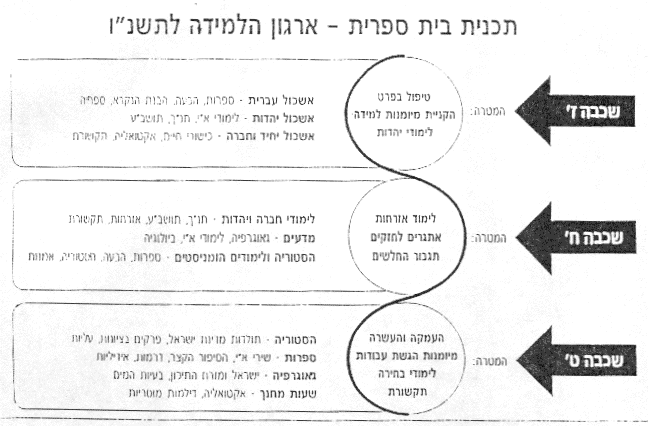 תכנית בית ספרית - ארגון הלמידה לתשנ"ו
שכבה ז'
המטרה:
טיפול בפרט
הקניית מיומנות למידה
לימודי יהדות
אשכול עברית - ספרות, הבעה, הבנת הנקרא, ספריה
אשכול יהדות - לימודי א"י, תנ"ך, תושב"ע
אשכול יחיד וחברה - כישורי חיים, אקטואליה, תקשורת
שכבה ח'
המטרה:
לימוד אזרחות
אתגרים לחזקים
תגבור החלשים
לימודי חברה ויהדות - תנ"ך, תושב"ע, אזרחות, תקשורת
מדעים - גאוגרפיה, לימודי א"י, ביולוגיה
הסטוריה ולימודים הומניסטים - ספרות, הבעה, הסטוריה, אמנות
שכבה ט'
המטרה:
העמקה והעשרה
מיומנות הגשת עבודות
לימודי בחירה
תקשורת
הסטוריה - תולדות מדינת ישראל, פרקים בציונות, עליות
ספרות - שירי א"י, הסיפור הקצר, דרמות, אידיליות
גאוגרפיה - ישראל ומזרח התיכון, בעיות המים
שעות מחנך - אקטואליה, דילמות מוסריות